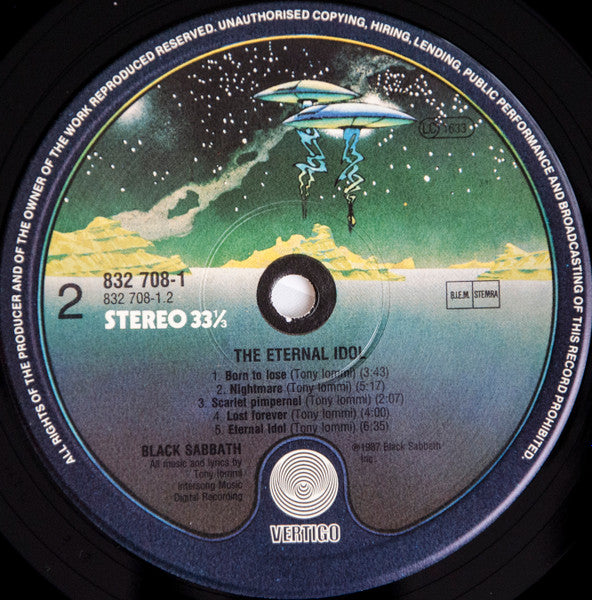 ALL RIGHTS OF THE PRODUCER AND OF THE OWNER OF THE WORK REPRODUCED RESERVED. UNAUTHORISED COPYING, HIRING, LENDING, PUBLIC PERFORMANCE AND BROADCASTING OF THIS RECORD PROHIBITED.
LC 1633
2
832 708-1
832 708-1.2
STEREO 33⅓
B.I.E.M. STEMRA
THE ETERNAL IDOL
1. Born to lose (Tony Iommi) (3:43)
2. Nightmare (Tony Iommi) (5:17)
3. Scarlet pimpernel (Tony Iommi) (2:07)
4. Lost forever (Tony Iommi) (4:00)
5. Eternal Idol (Tony Iommi) (6:35)
BLACK SABBATH
All music and lyrics by
Tony Iommi
Intersong Music
Digital Recording
℗1987 Black Sabbath
Inc.
VERTIGO